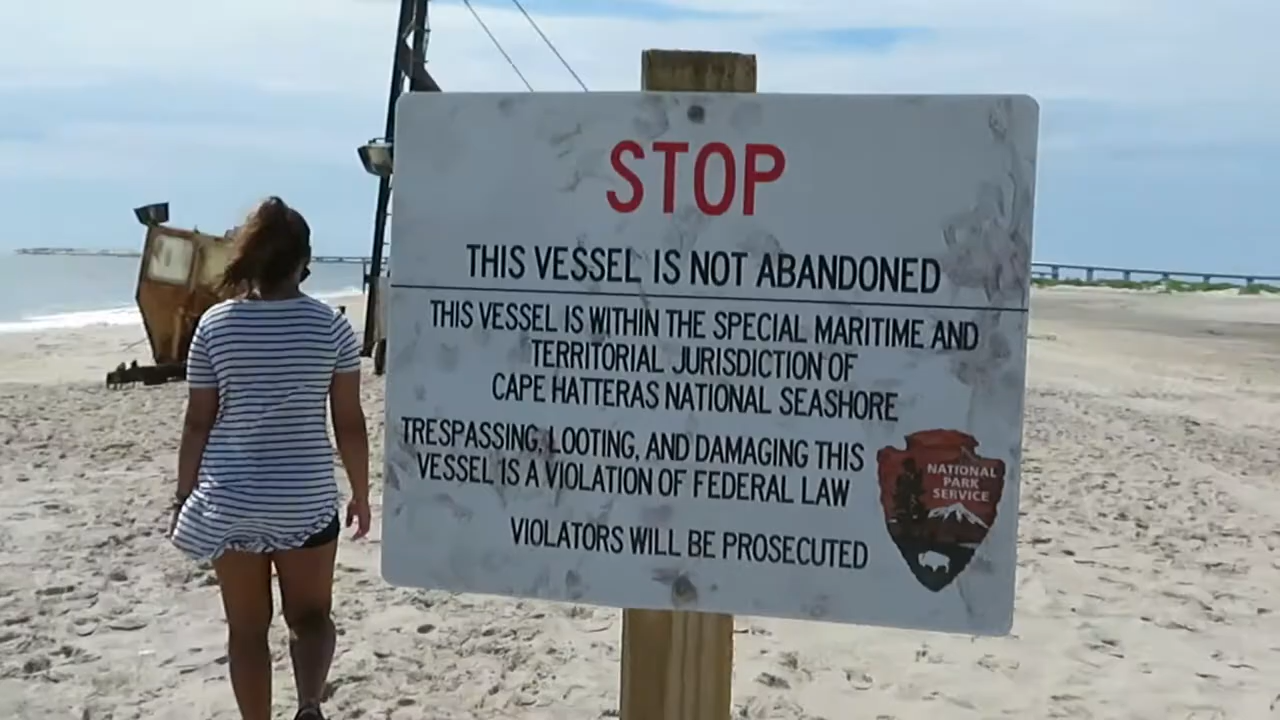 STOP
THIS VESSEL IS NOT ABANDONED
THIS VESSEL IS WITHIN THE SPECIAL MARITIME AND
TERRITORIAL JURISDICTION OF
CAPE HATTERAS NATIONAL SEASHORE
TRESPASSING, LOOTING, AND DAMAGING THIS
VESSEL IS A VIOLATION OF FEDERAL LAW
VIOLATORS WILL BE PROSECUTED
NATIONAL
PARK
SERVICE